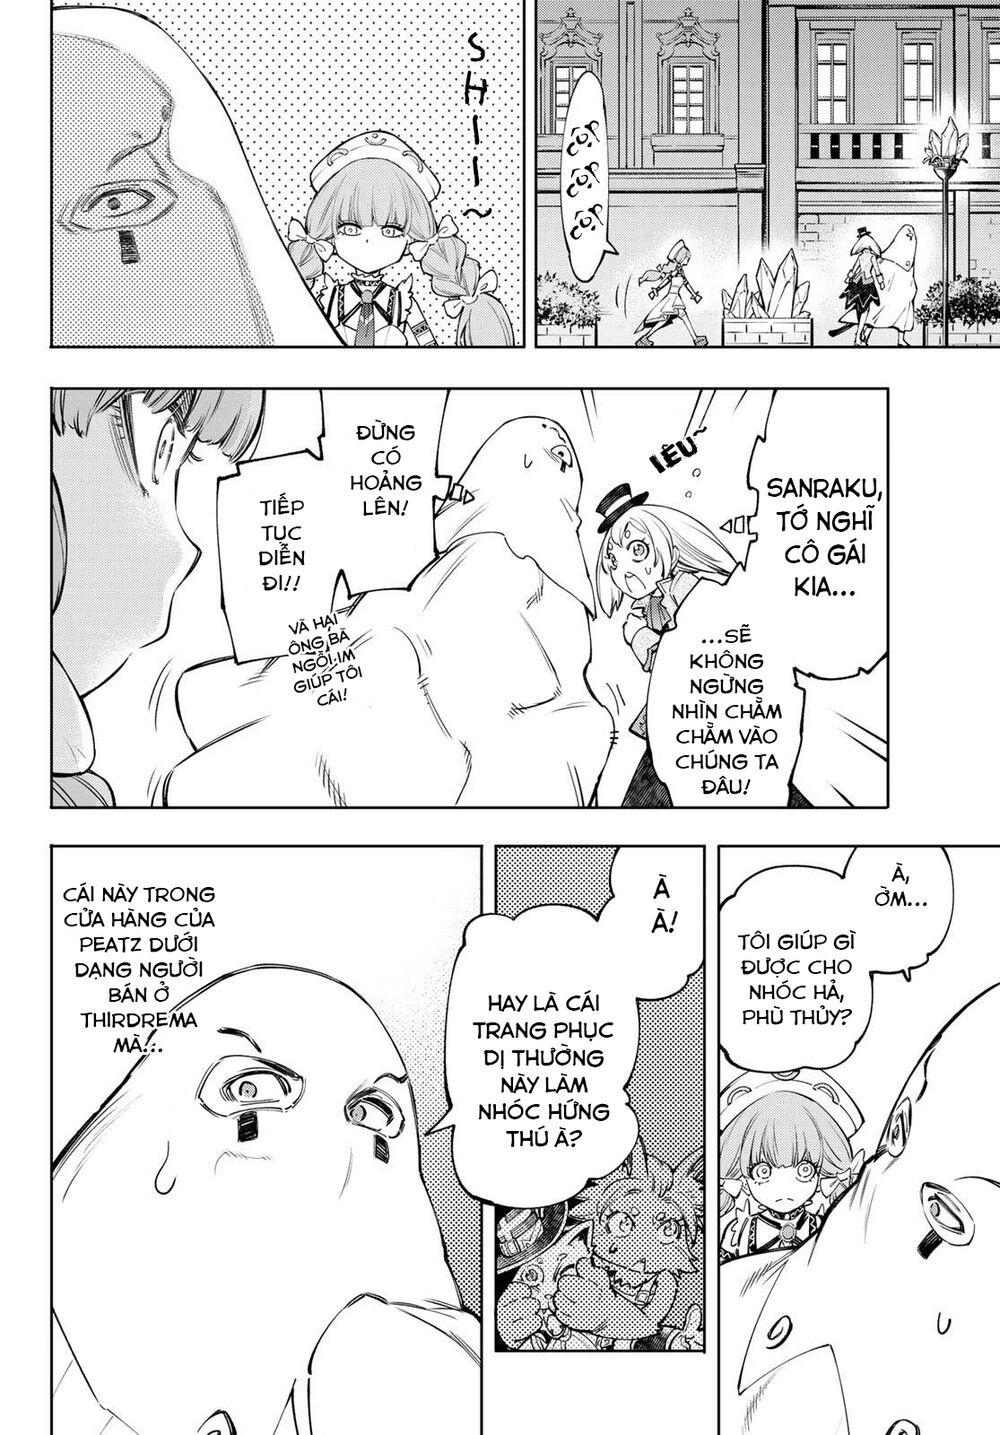 CỘP
CỘP
CỘP
SHII~
SANRAKU,
TỚ NGHĨ
CÔ GÁI
KIA...
...SẼ
KHÔNG
NGỪNG
NHÌN CHẰM
CHẰM VÀO
CHÚNG TA
ĐÂU!
IÊU~
ĐỪNG
CÓ
HOẢNG
LÊN!
TIẾP
TỤC
DIỄN
ĐI!!
VÀ HAI
ÔNG BÀ
NGỒI IM
GIÚP TÔI
CÁI!
À,
ỜM...
TÔI GIÚP GÌ
ĐƯỢC CHO
NHÓC HẢ,
PHÙ THỦY?
À
À!
HAY LÀ CÁI
TRANG PHỤC
DỊ THƯỜNG
NÀY LÀM
NHÓC HỨNG
THÚ À?
CÁI NÀY TRONG
CỬA HÀNG CỦA
PEATZ DƯỚI
DẠNG NGƯỜI
BÁN Ở
THIRDREMA
MÀ...